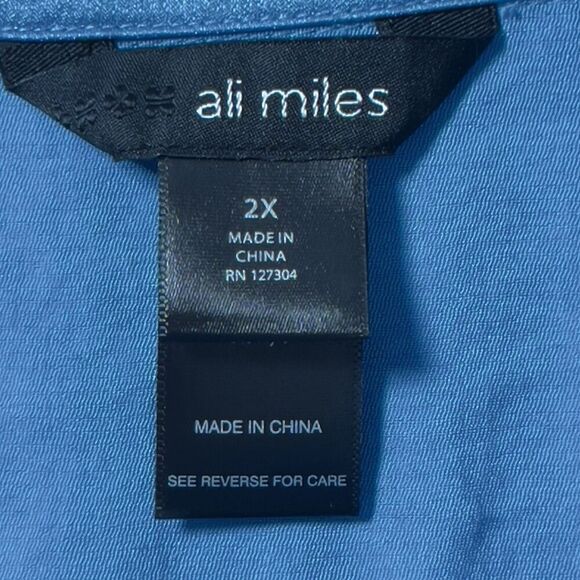 ali miles
2X
MADE IN
CHINA
RN 127304
MADE IN CHINA
SEE REVERSE FOR CARE